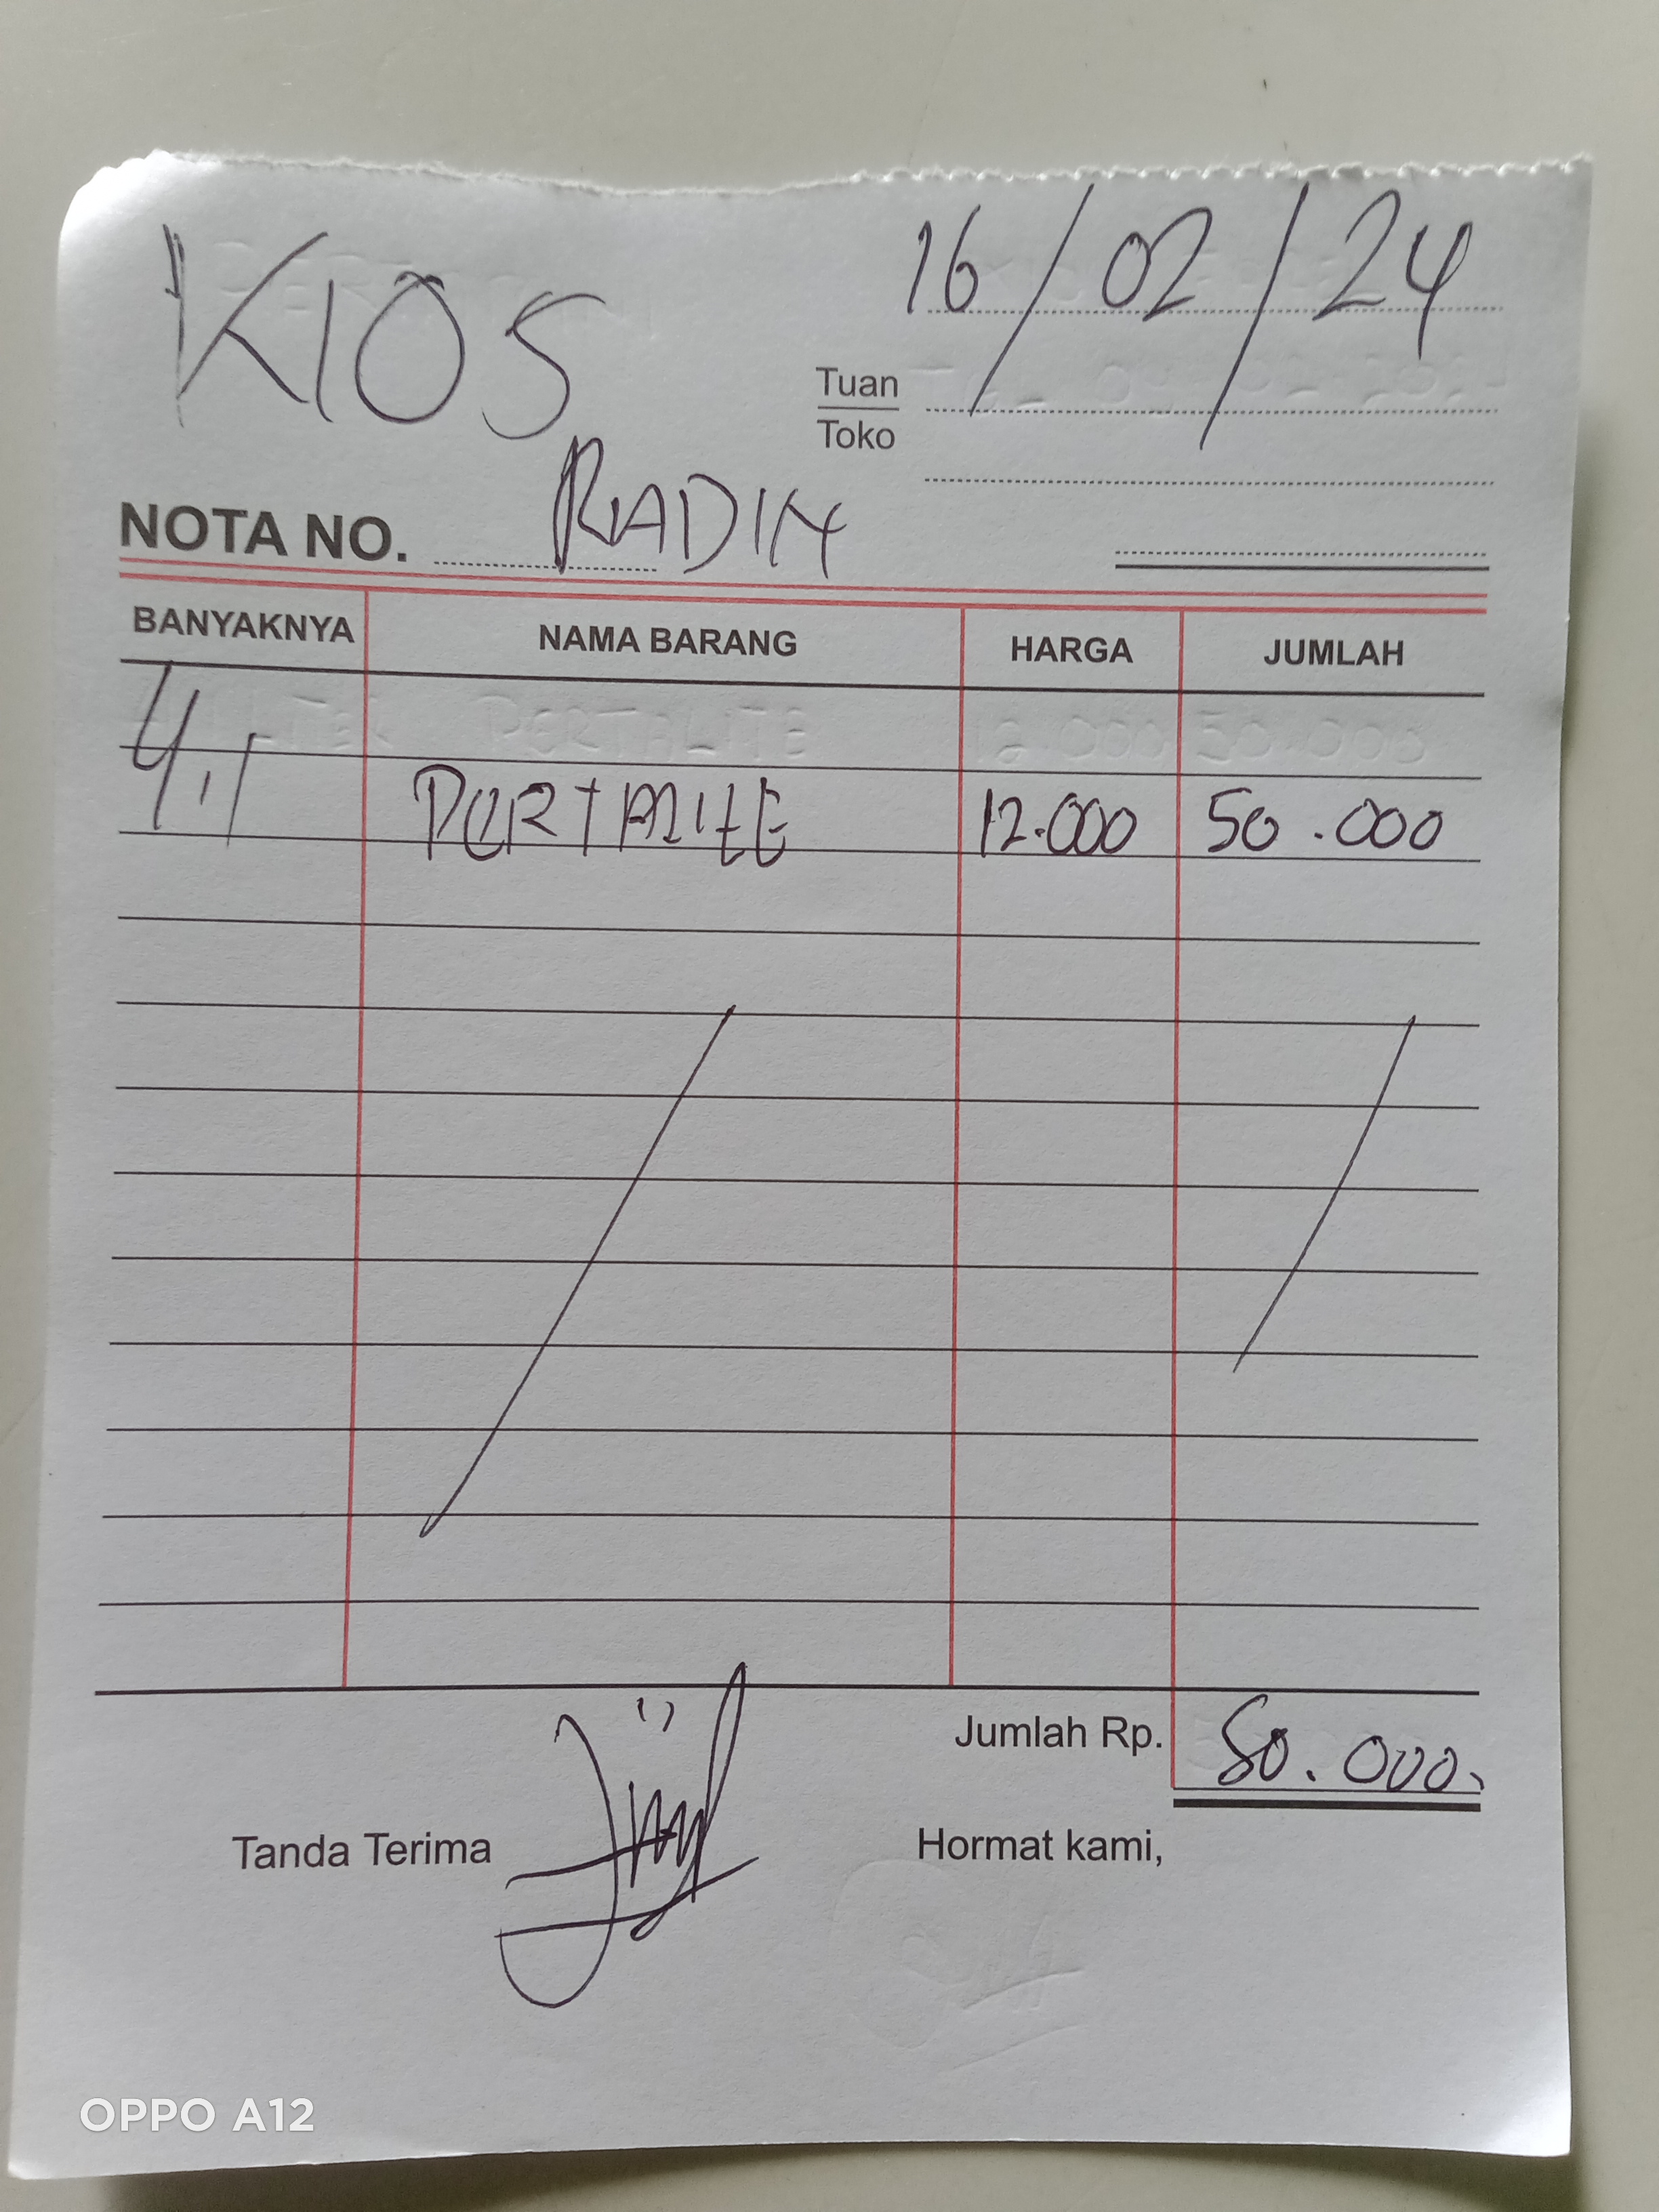 KIOS
16/02/24
Tuan
Toko
NOTA NO. RADIN
BANYAKNYA NAMA BARANG HARGA JUMLAH
4,1 PERTALITE 12.000 50.000
Jumlah Rp. 50.000
Tanda Terima Hormat kami,
OPPO A12